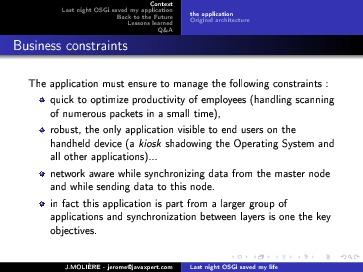 Context
Last night OSGi saved my application
Back to the Future
Lessons learned
Q&A
the application
Original architecture
Business constraints
The application must ensure to manage the following constraints :
quick to optimize productivity of employees (handling scanning
of numerous packets in a small time),
robust, the only application visible to end users on the
handheld device (a kiosk shadowing the Operating System and
all other applications)...
network aware while synchronizing data from the master node
and while sending data to this node.
in fact this application is part from a larger group of
applications and synchronization between layers is one the key
objectives.
J.MOLIÈRE - jerome@javaxpert.com
Last night OSGi saved my life